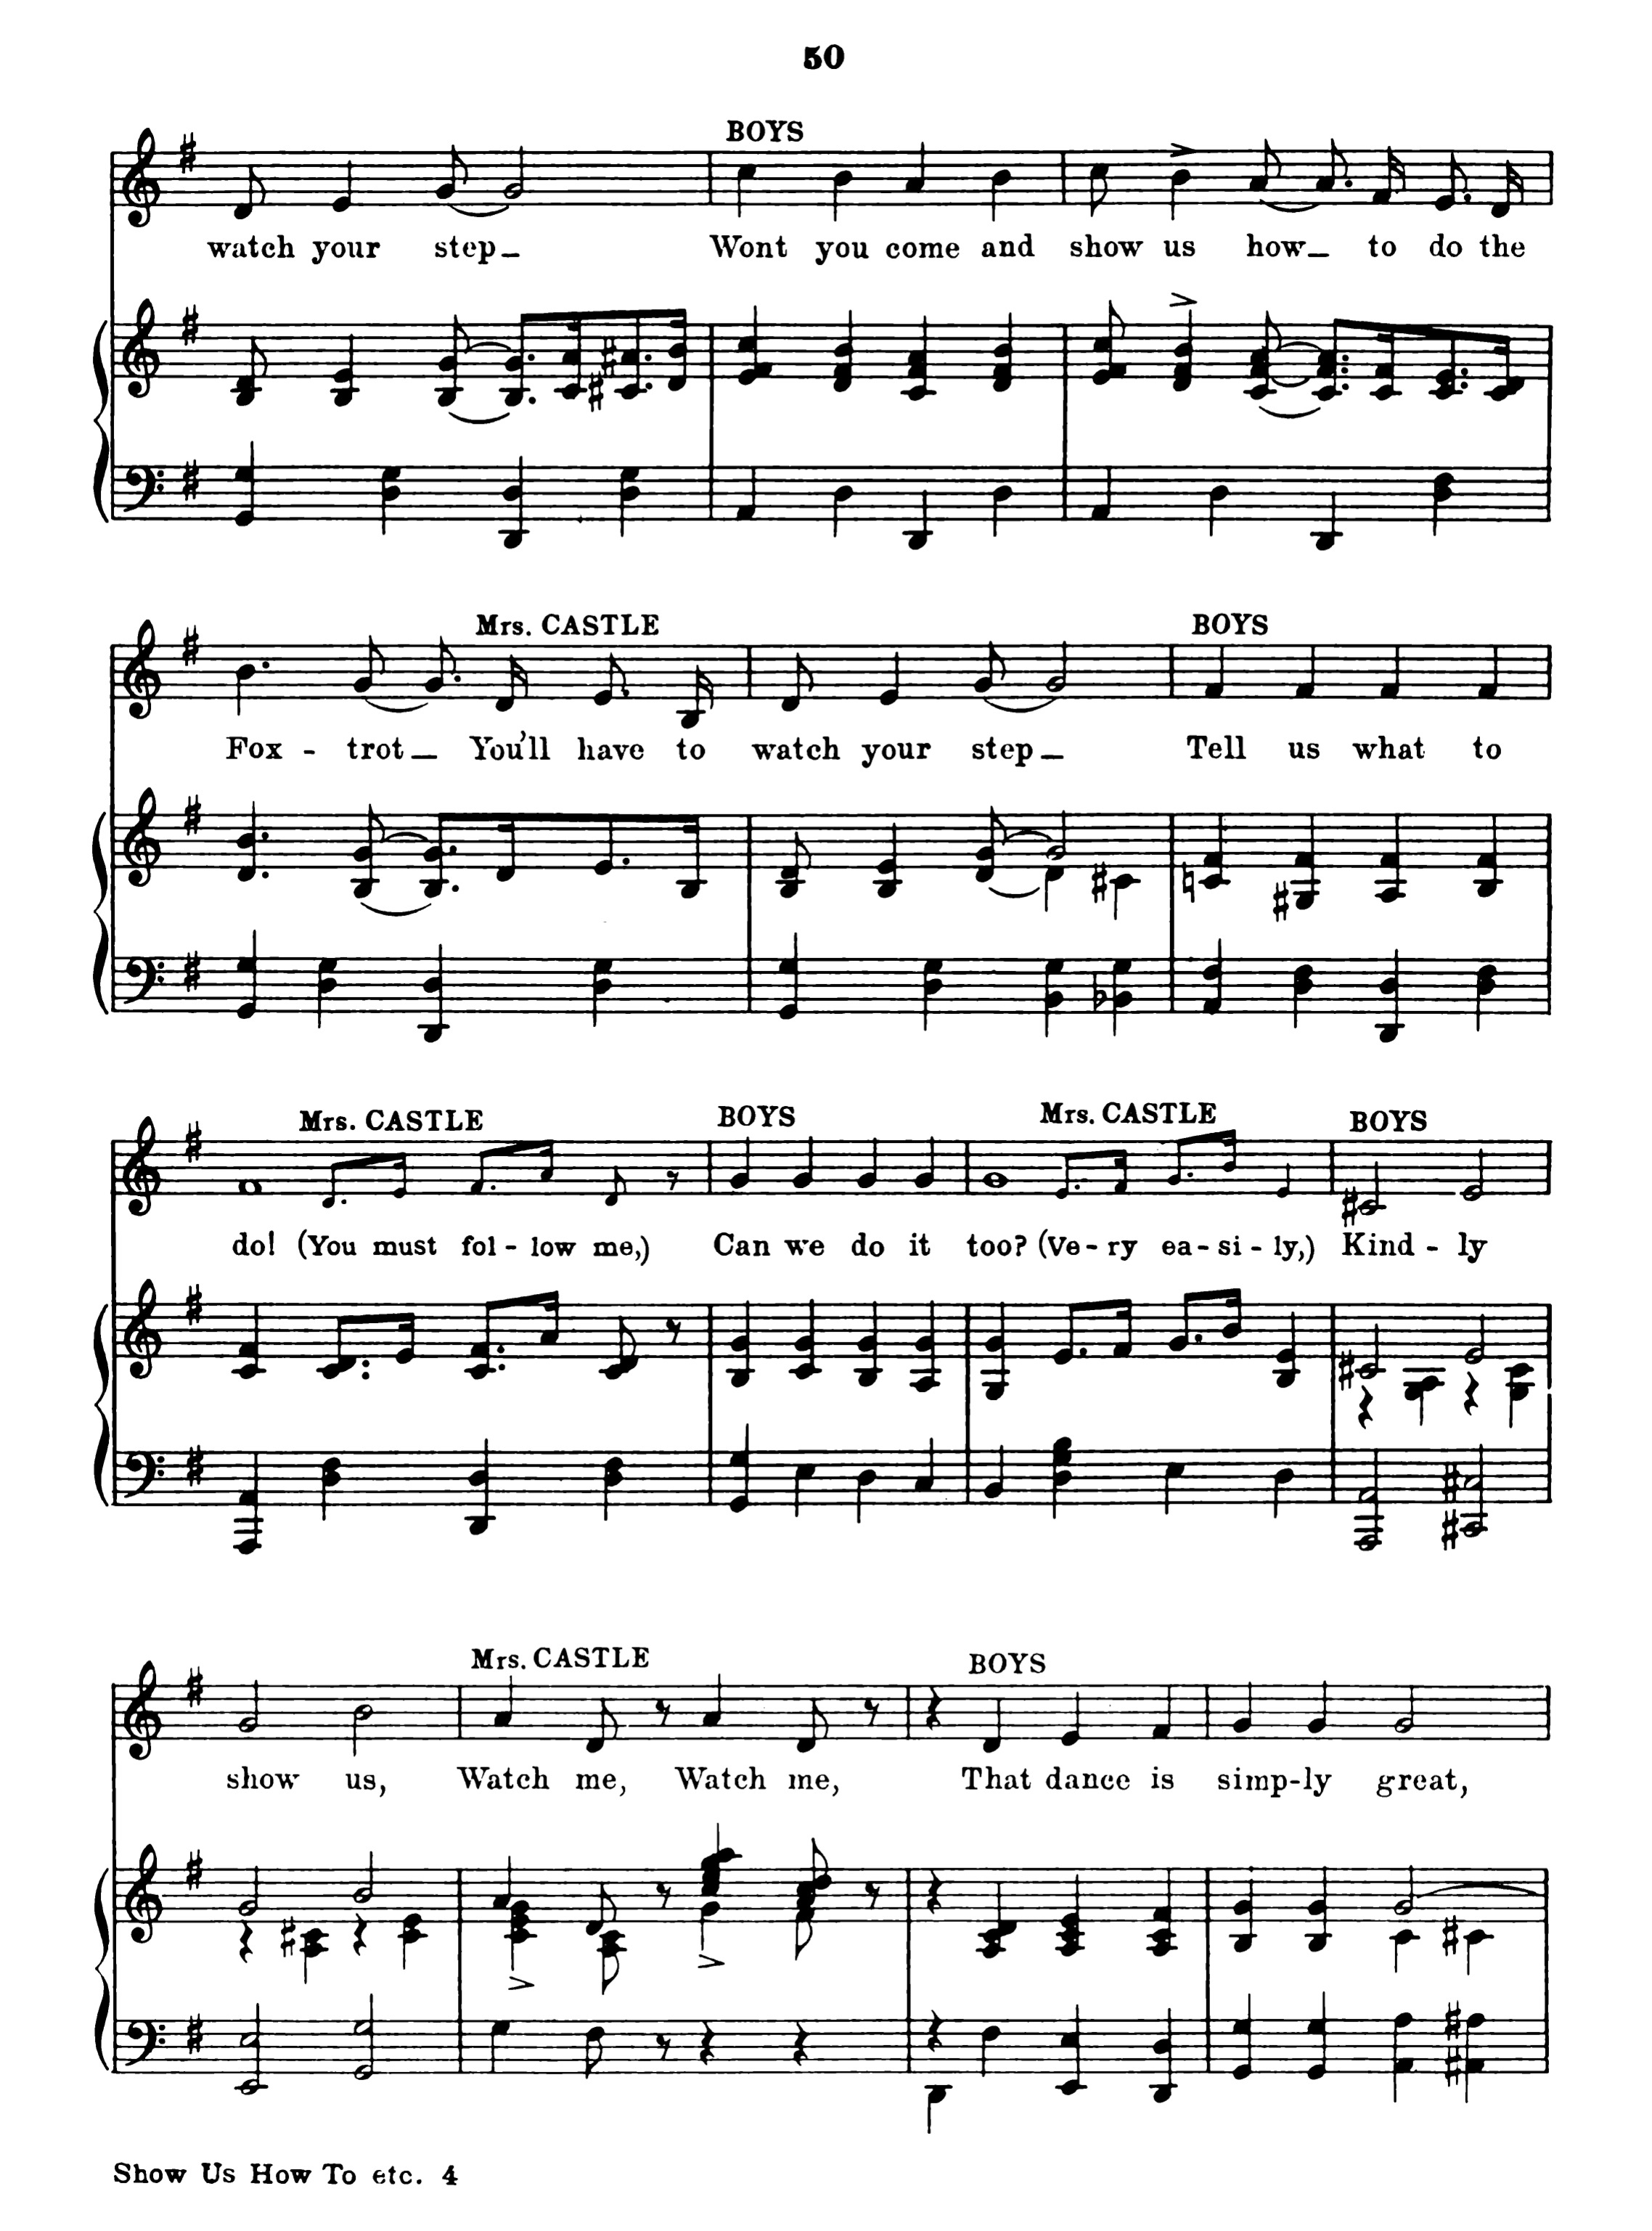 50
BOYS
watch your step_ Wont you come and show us how_ to do the
Mrs. CASTLE BOYS
Fox - trot_ You'll have to watch your step_ Tell us what to
Mrs. CASTLE BOYS Mrs. CASTLE BOYS
do! (You must fol - low me,) Can we do it too? (Ve - ry ea - si - ly,) Kind - ly
Mrs. CASTLE BOYS
show us, Watch me, Watch me, That dance is simp-ly great,
Show Us How To etc. 4